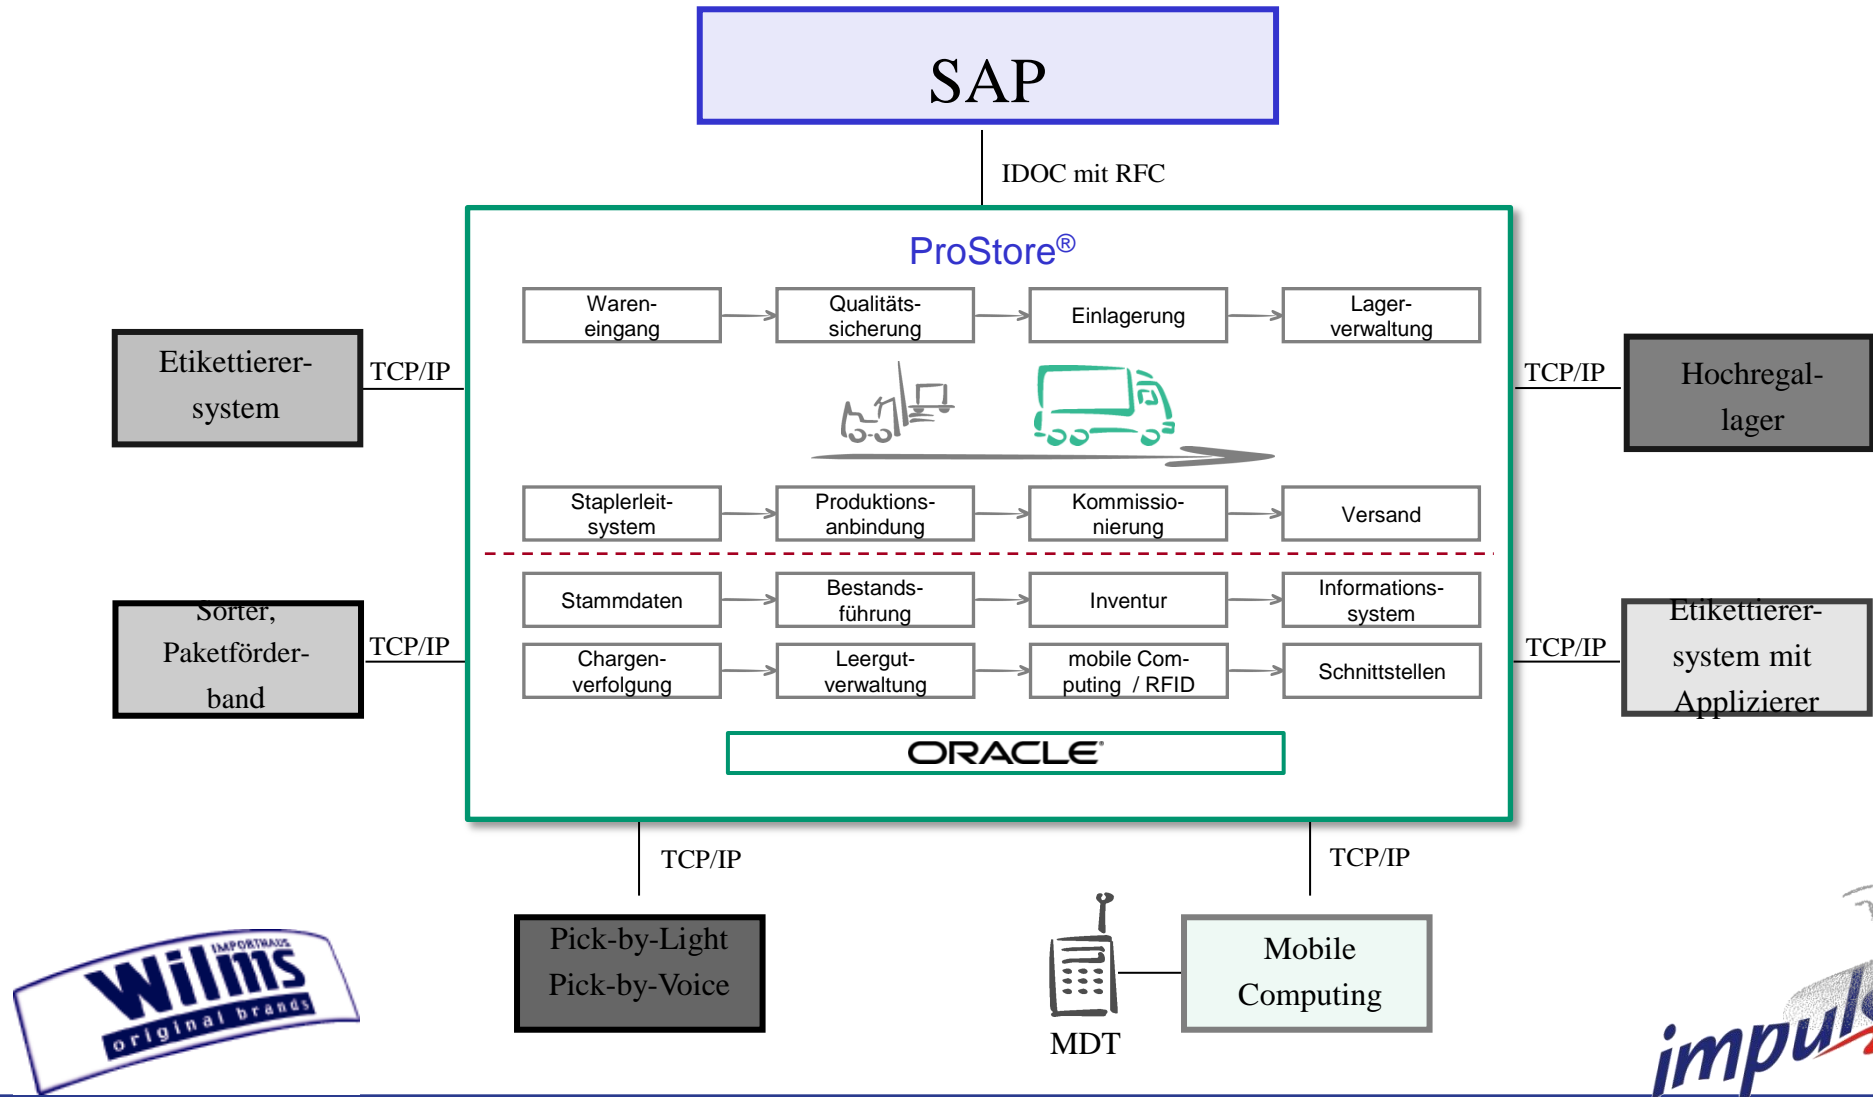 SAP
IDOC mit RFC
ProStore®
Waren-
eingang
Qualitäts-
sicherung
Einlagerung
Lager-
verwaltung
Etikettierer-
system
TCP/IP
TCP/IP
Hochregal-
lager
Staplerleit-
system
Produktions-
anbindung
Kommissio-
nierung
Versand
Stammdaten
Bestands-
führung
Inventur
Informations-
system
Sorter,
Paketförder-
band
TCP/IP
TCP/IP
Etikettierer-
system mit
Applizierer
Chargen-
verfolgung
Leergut-
verwaltung
mobile Com-
puting / RFID
Schnittstellen
ORACLE®
TCP/IP
TCP/IP
Pick-by-Light
Pick-by-Voice
Mobile
Computing
MDT
IMPORTHAUS
Wilms
original brands